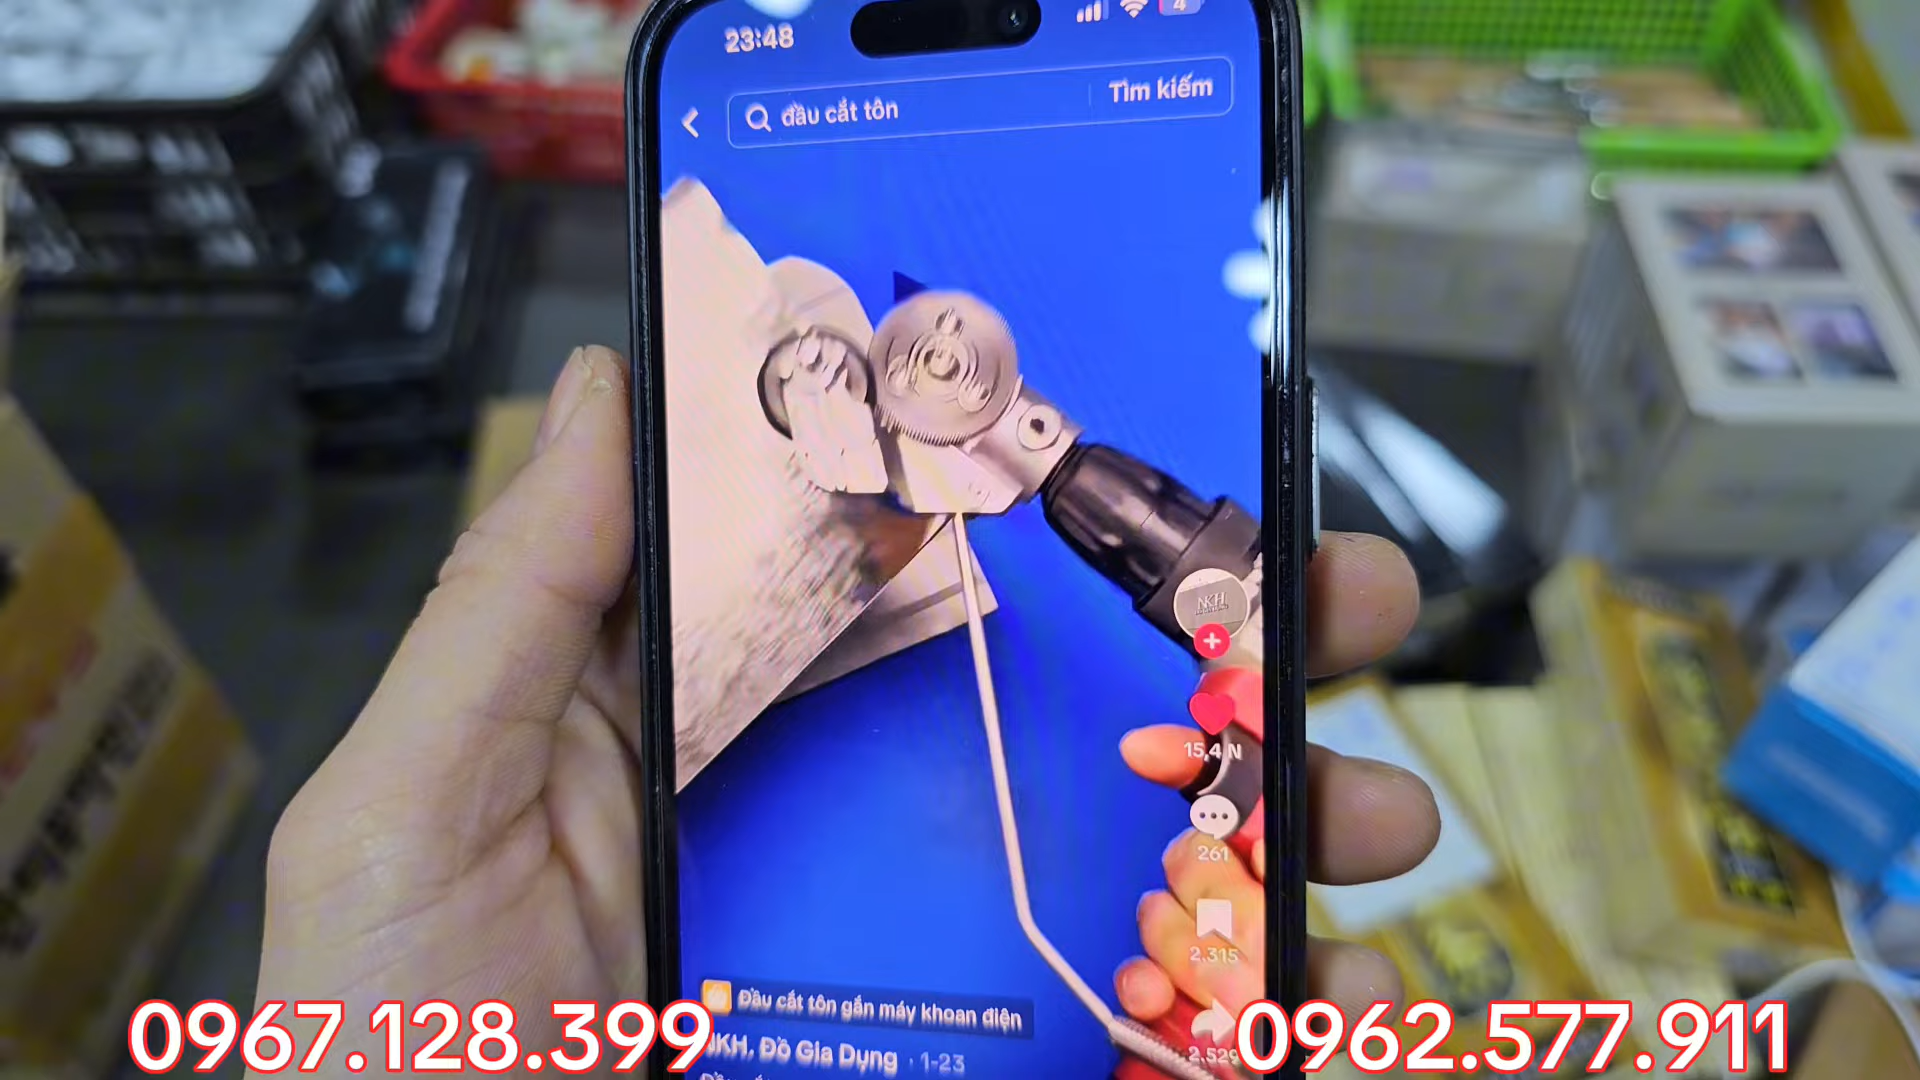 23:48
4
đầu cắt tôn
Tìm kiếm
NKH
15,4N
261
2.315
Đầu cắt tôn gắn máy khoan điện
NKH. Đồ Gia Dụng · 1-23
2.529
0967.128.399
0962.577.911